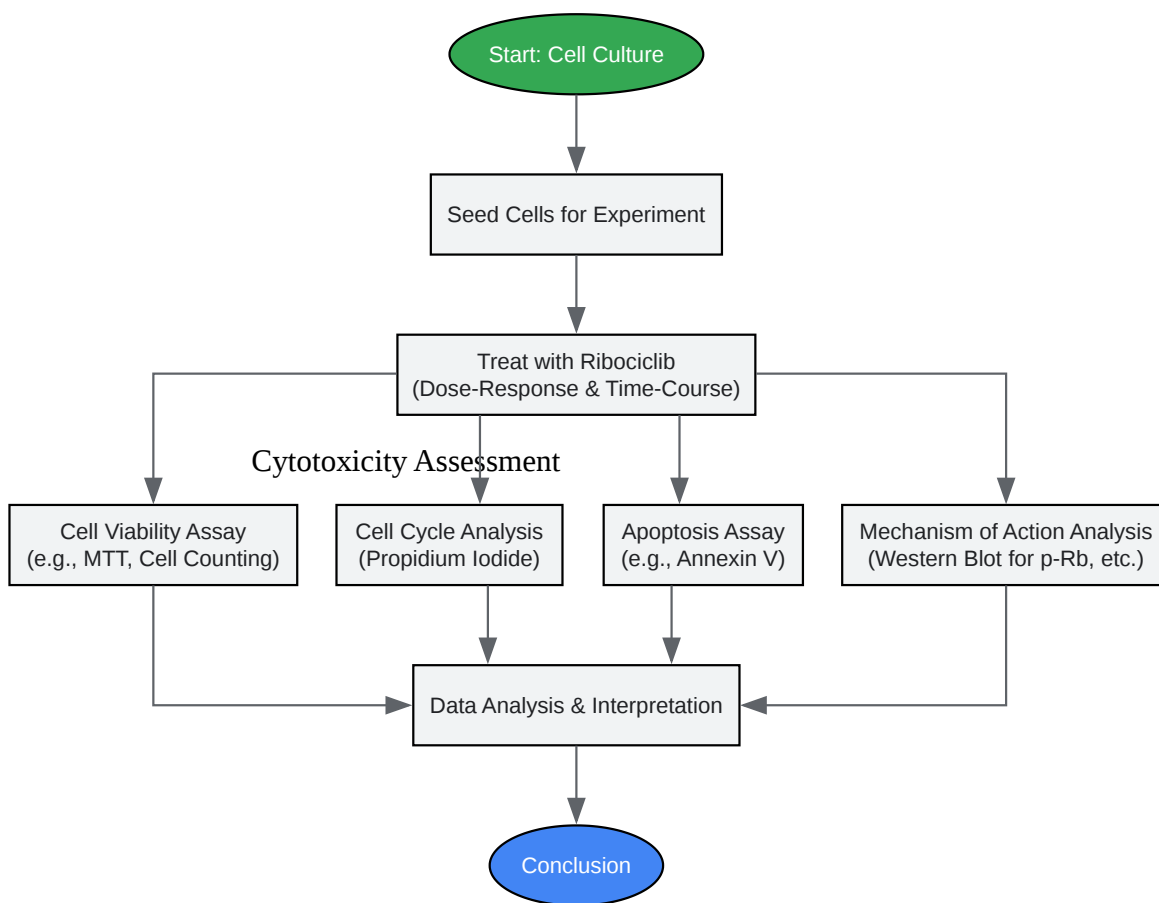 Start: Cell Culture
Seed Cells for Experiment
Treat with Ribociclib
(Dose-Response & Time-Course)
Cytotoxicity Assessment
Cell Viability Assay
(e.g., MTT, Cell Counting)
Cell Cycle Analysis
(Propidium Iodide)
Apoptosis Assay
(e.g., Annexin V)
Mechanism of Action Analysis
(Western Blot for p-Rb, etc.)
Data Analysis & Interpretation
Conclusion